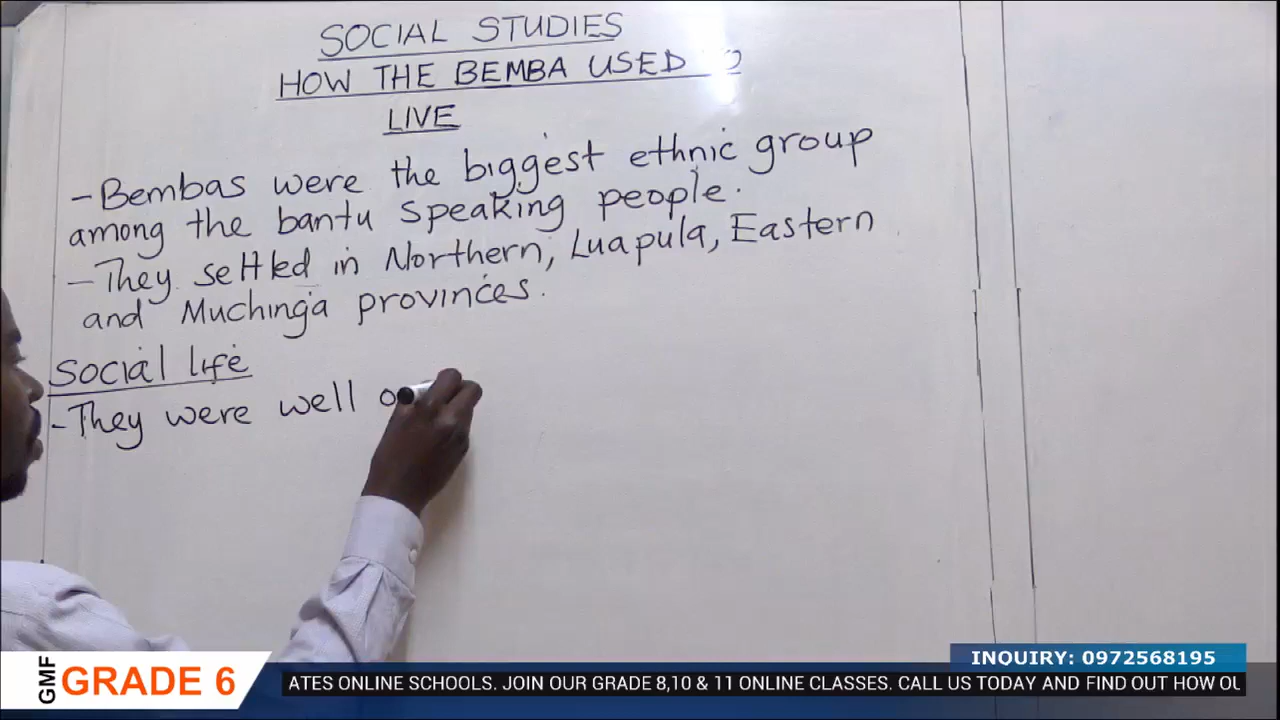 SOCIAL STUDIES
HOW THE BEMBA USED
LIVE
- Bembas were the biggest ethnic group
among the bantu speaking people.
- They settled in Northern, Luapula, Eastern
and Muchinga provinces.
Social life
- They were well
INQUIRY: 0972568195
GMF GRADE 6
ATES ONLINE SCHOOLS. JOIN OUR GRADE 8,10 & 11 ONLINE CLASSES. CALL US TODAY AND FIND OUT HOW